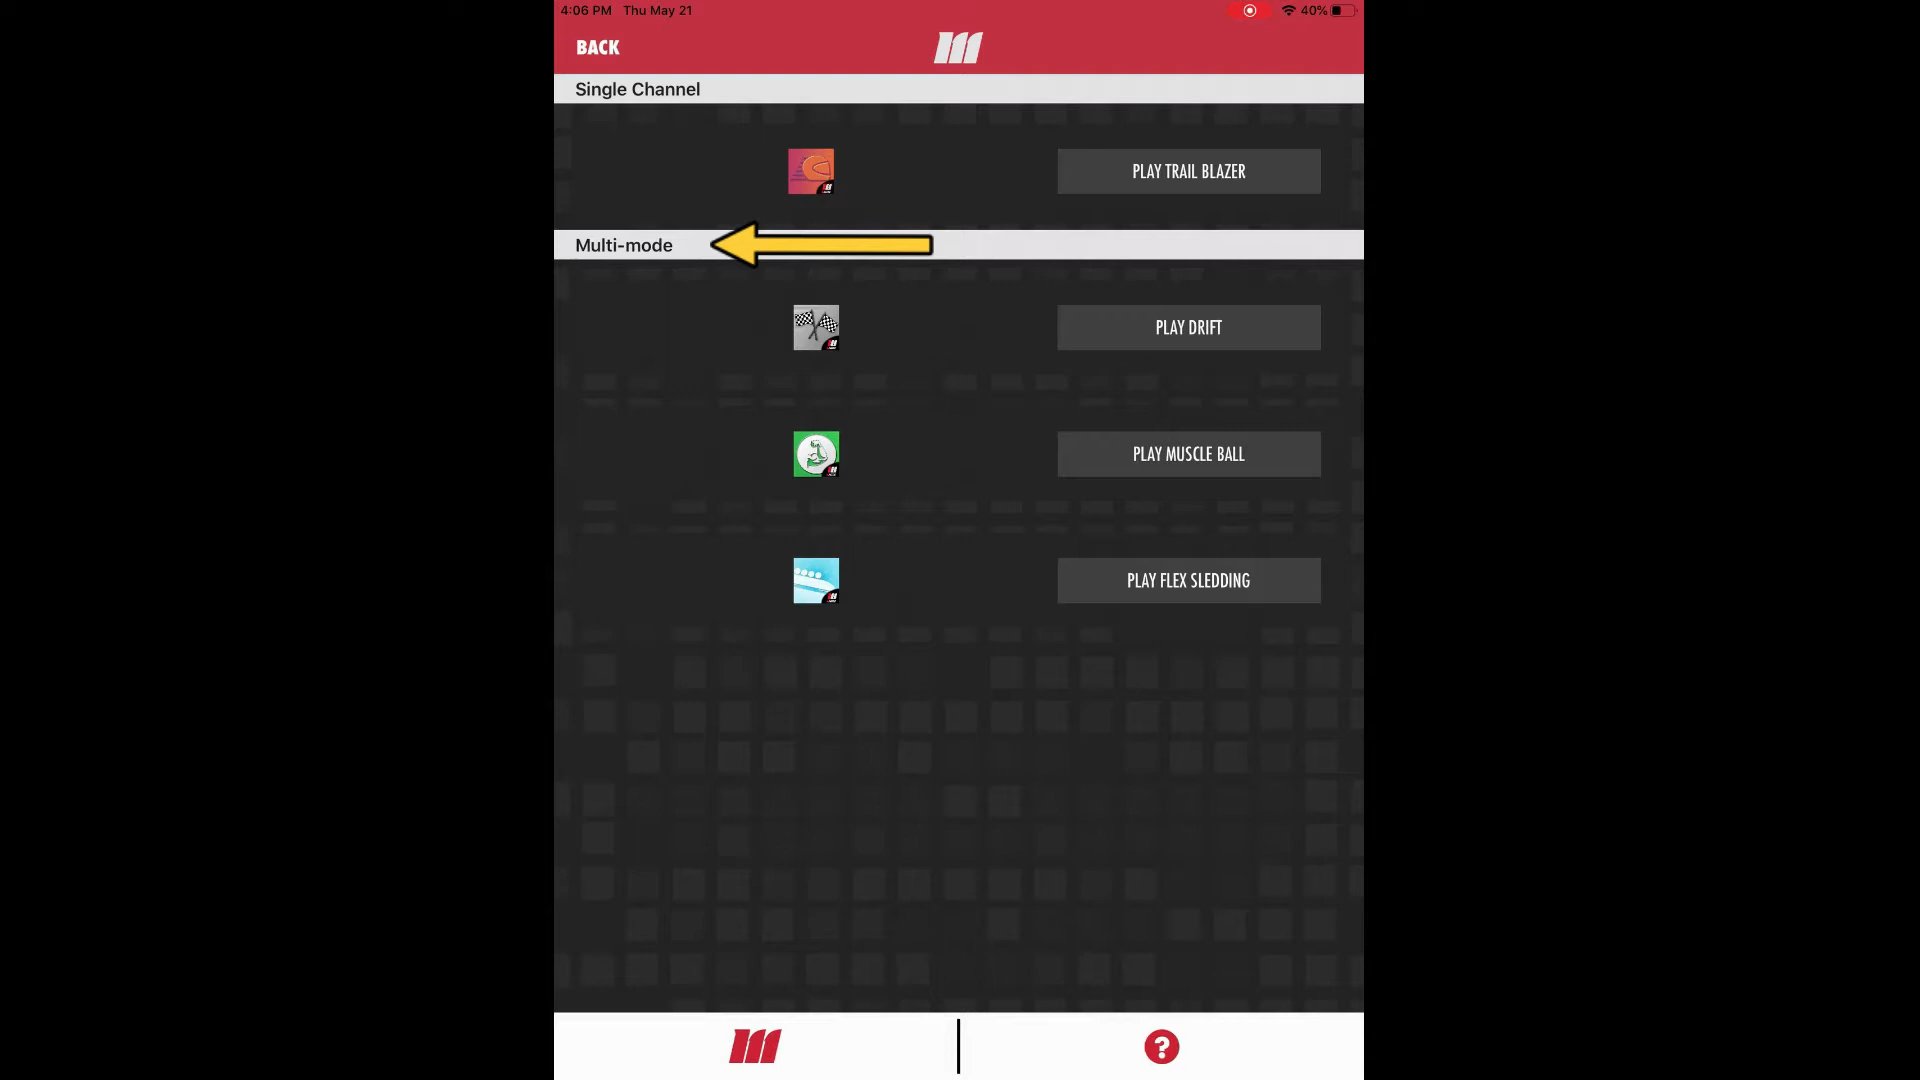 4:06 PM Thu May 21
40%
BACK
Single Channel
PLAY TRAIL BLAZER
Multi-mode
PLAY DRIFT
PLAY MUSCLE BALL
PLAY FLEX SLEDDING
?